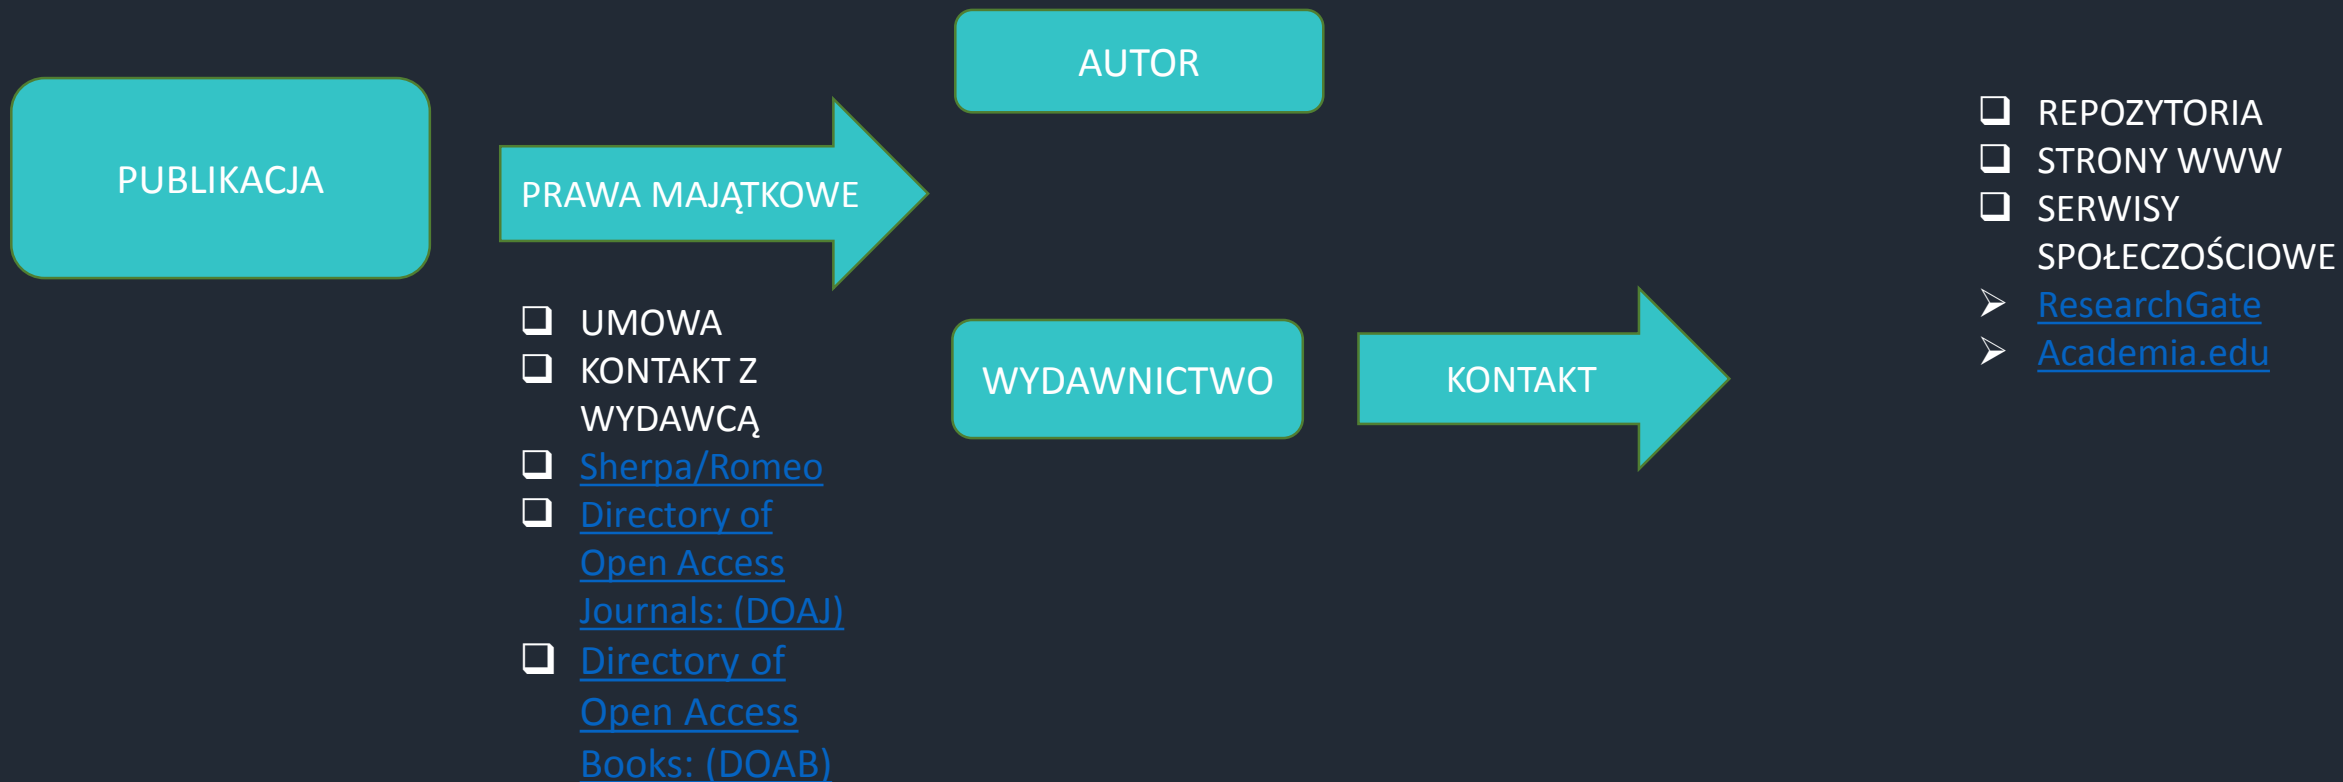 PUBLIKACJA
PRAWA MAJĄTKOWE
UMOWA
KONTAKT Z
WYDAWCĄ
Sherpa/Romeo
Directory of
Open Access
Journals: (DOAJ)
Directory of
Open Access
Books: (DOAB)
AUTOR
WYDAWNICTWO
KONTAKT
REPOZYTORIA
STRONY WWW
SERWISY
SPOŁECZOŚCIOWE
ResearchGate
Academia.edu